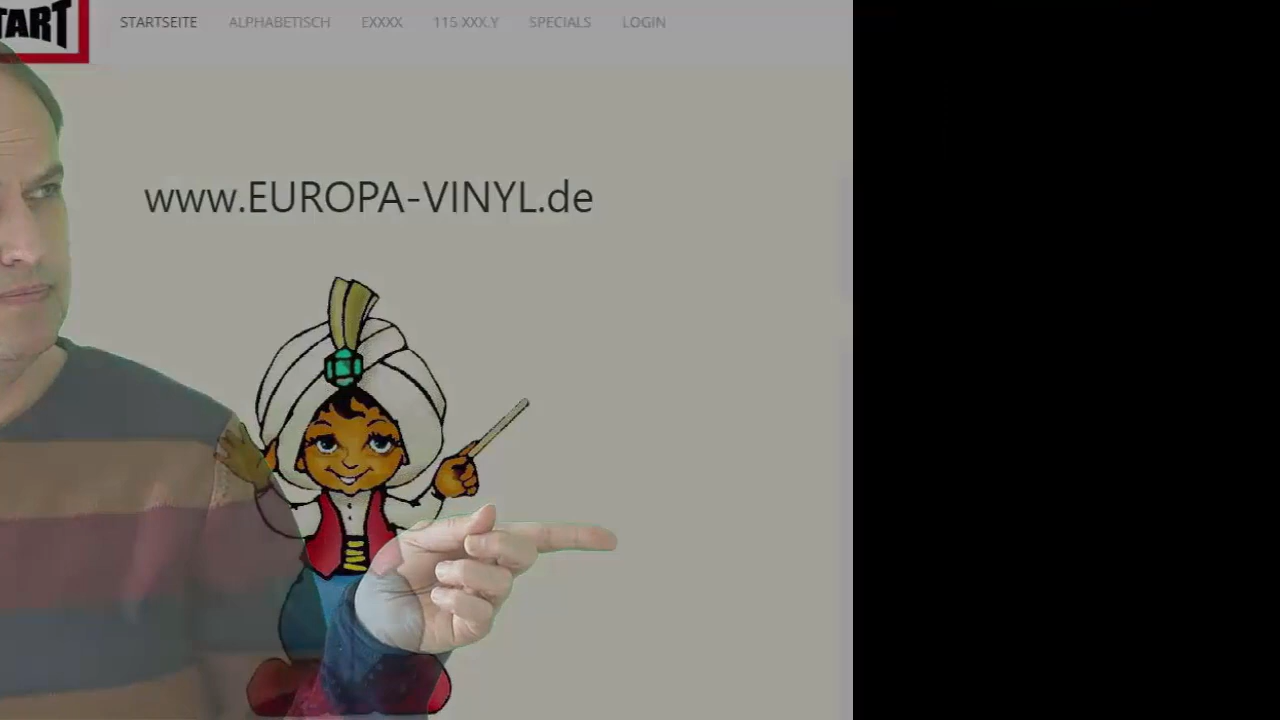 TART
STARTSEITE ALPHABETISCH EXXXX 115 XXX.Y SPECIALS LOGIN
www.EUROPA-VINYL.de